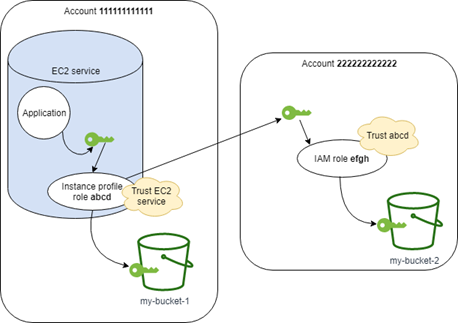 Account 111111111111
EC2 service
Application
Instance profile
role abcd
Trust EC2
service
my-bucket-1
Account 222222222222
Trust abcd
IAM role efgh
my-bucket-2